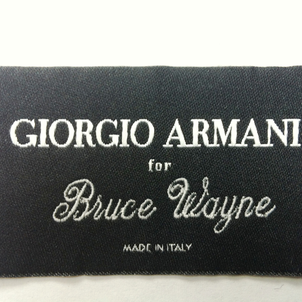 GIORGIO ARMANI
for
Bruce Wayne
MADE IN ITALY